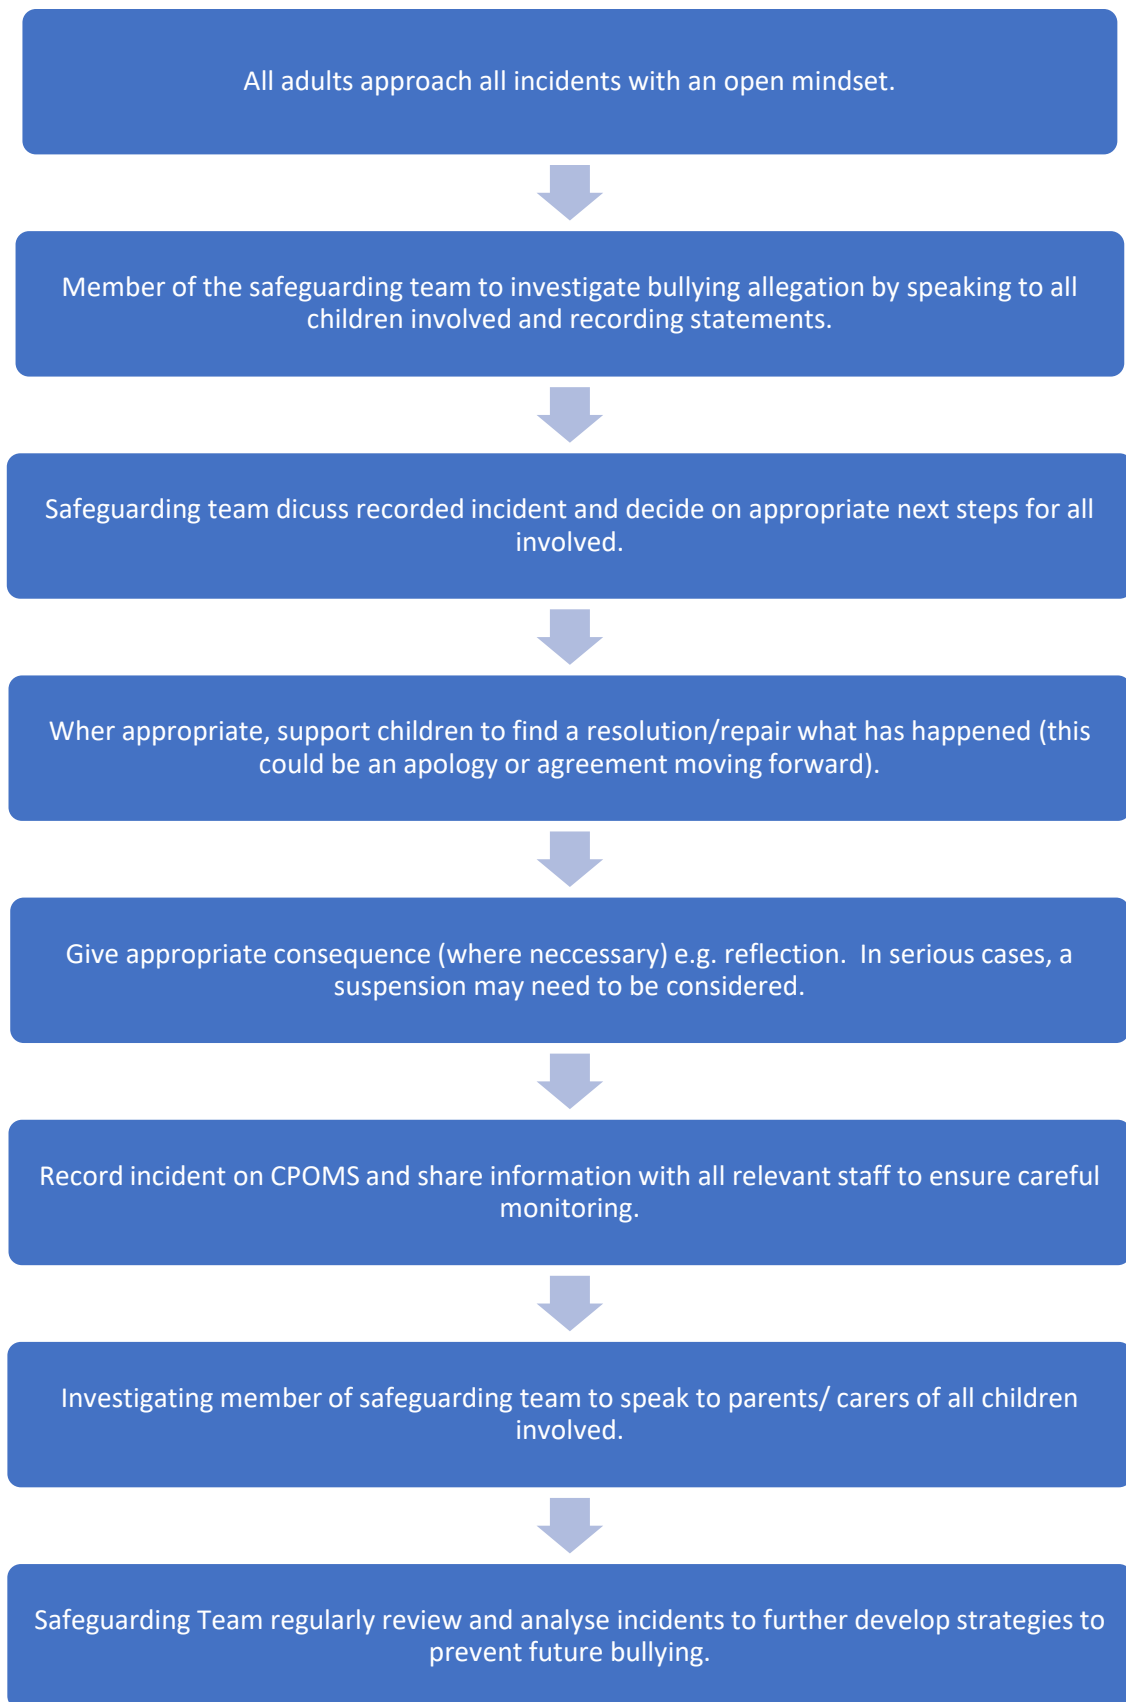 All adults approach all incidents with an open mindset.
Member of the safeguarding team to investigate bullying allegation by speaking to all
children involved and recording statements.
Safeguarding team dicuss recorded incident and decide on appropriate next steps for all
involved.
Wher appropriate, support children to find a resolution/repair what has happened (this
could be an apology or agreement moving forward).
Give appropriate consequence (where neccessary) e.g. reflection.  In serious cases, a
suspension may need to be considered.
Record incident on CPOMS and share information with all relevant staff to ensure careful
monitoring.
Investigating member of safeguarding team to speak to parents/ carers of all children
involved.
Safeguarding Team regularly review and analyse incidents to further develop strategies to
prevent future bullying.